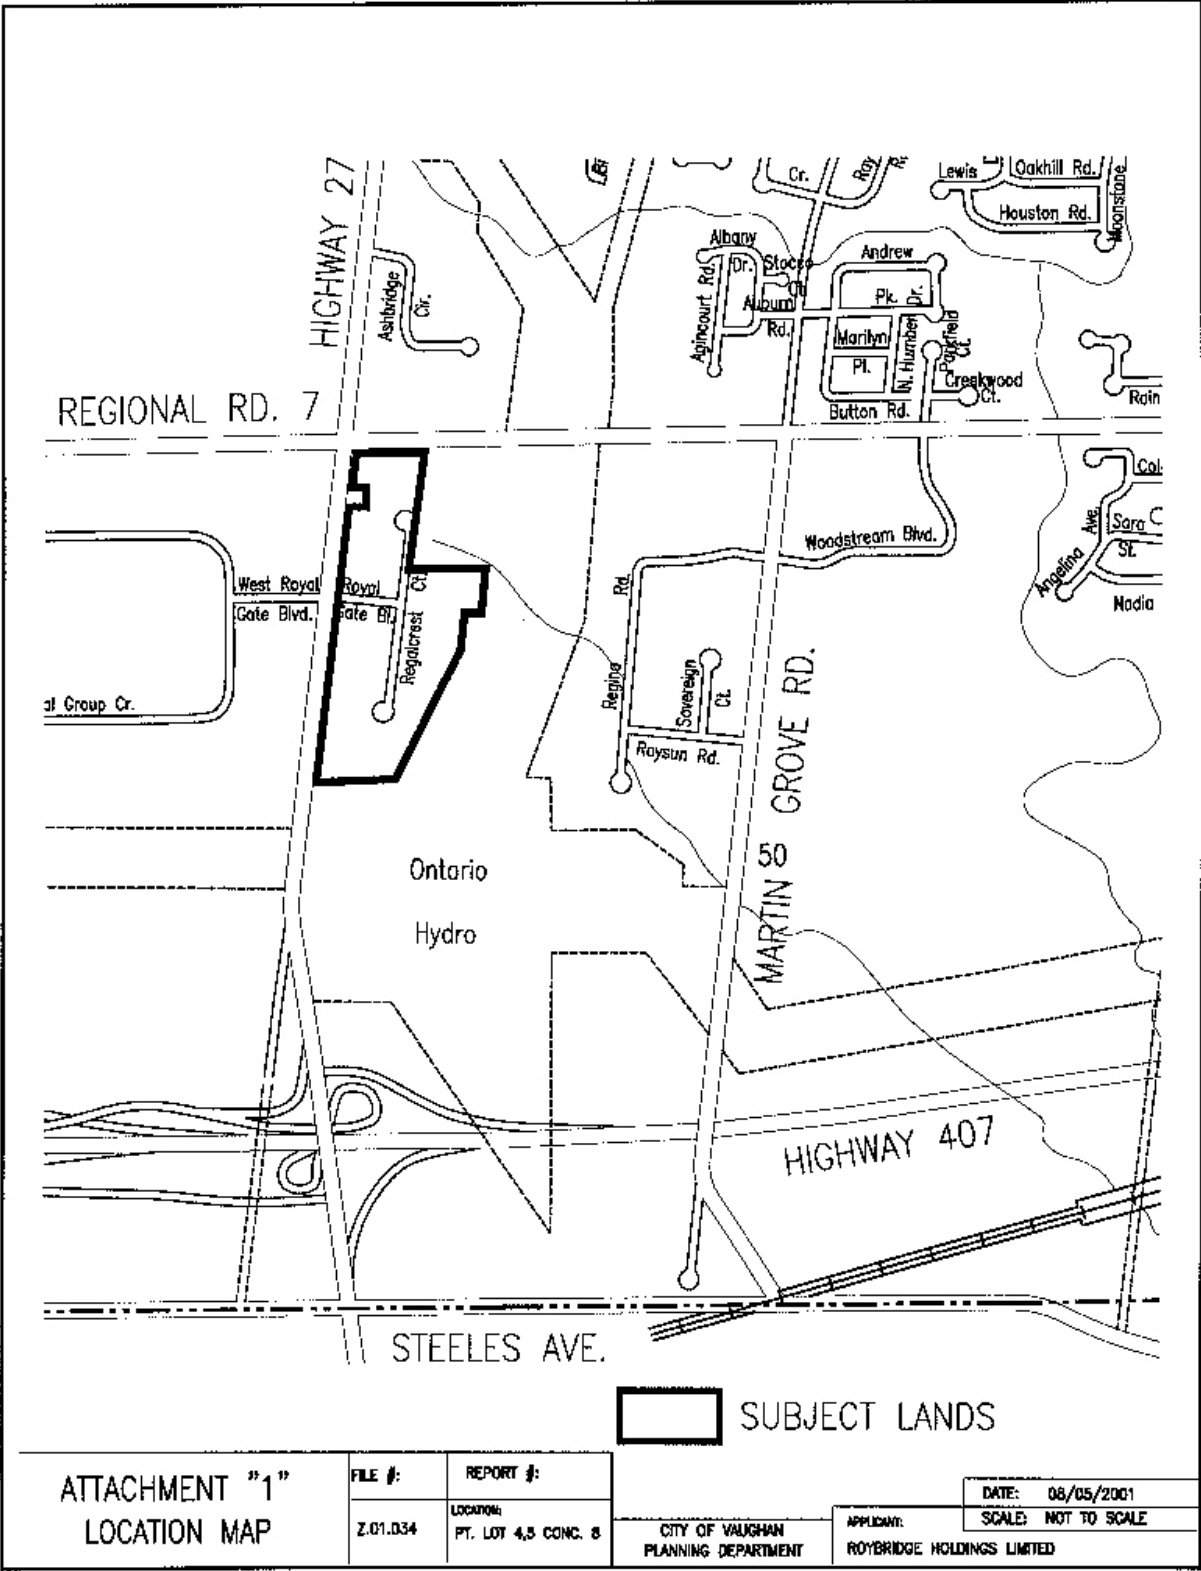 HIGHWAY 27
Cr.
Ray
Lewis
Oakhill Rd.
Houston Rd.
Moonstone
Ashbridge
Cir.
Albany
Dr.
Stocco
Ct.
Agincourt Rd.
Auburn
Rd.
Andrew
Pk.
Dr.
Marilyn
Pl.
N. Humber
Parkfield
Ct.
Creekwood
Ct.
Button Rd.
Rain
REGIONAL RD. 7
Col
Ave.
Sara
St.
Angelina
Nadia
Woodstream Blvd.
West Royal
Gate Blvd.
Royal
Gate Bl.
Regalcrest
Ct.
Regina
Rd.
Sovereign
Ct.
Roysun Rd.
al Group Cr.
MARTIN GROVE RD.
50
Ontario
Hydro
HIGHWAY 407
STEELES AVE.
SUBJECT LANDS
ATTACHMENT "1"
LOCATION MAP
FILE #:
Z.01.034
REPORT #:
LOCATION:
PT. LOT 4,5 CONC. 8
CITY OF VAUGHAN
PLANNING DEPARTMENT
APPLICANT:
ROYBRIDGE HOLDINGS LIMITED
DATE: 08/05/2001
SCALE: NOT TO SCALE